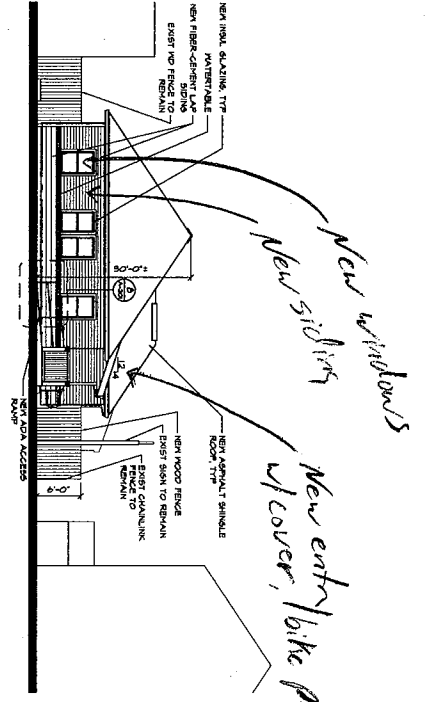 New windows
New siding
New entry
w/cover, bike p
NEW INSUL GLAZING, TYP
WATERTABLE
NEW FIBER-CEMENT LAP
SIDING
EXIST WD FENCE TO
REMAIN
30'-0"±
B
12
4
NEW ASPHALT SHINGLE
ROOF, TYP
NEW WOOD FENCE
EXIST SIGN TO REMAIN
EXIST CHAINLINK
FENCE TO
REMAIN
6'-0"
NEW ADA ACCESS
RAMP